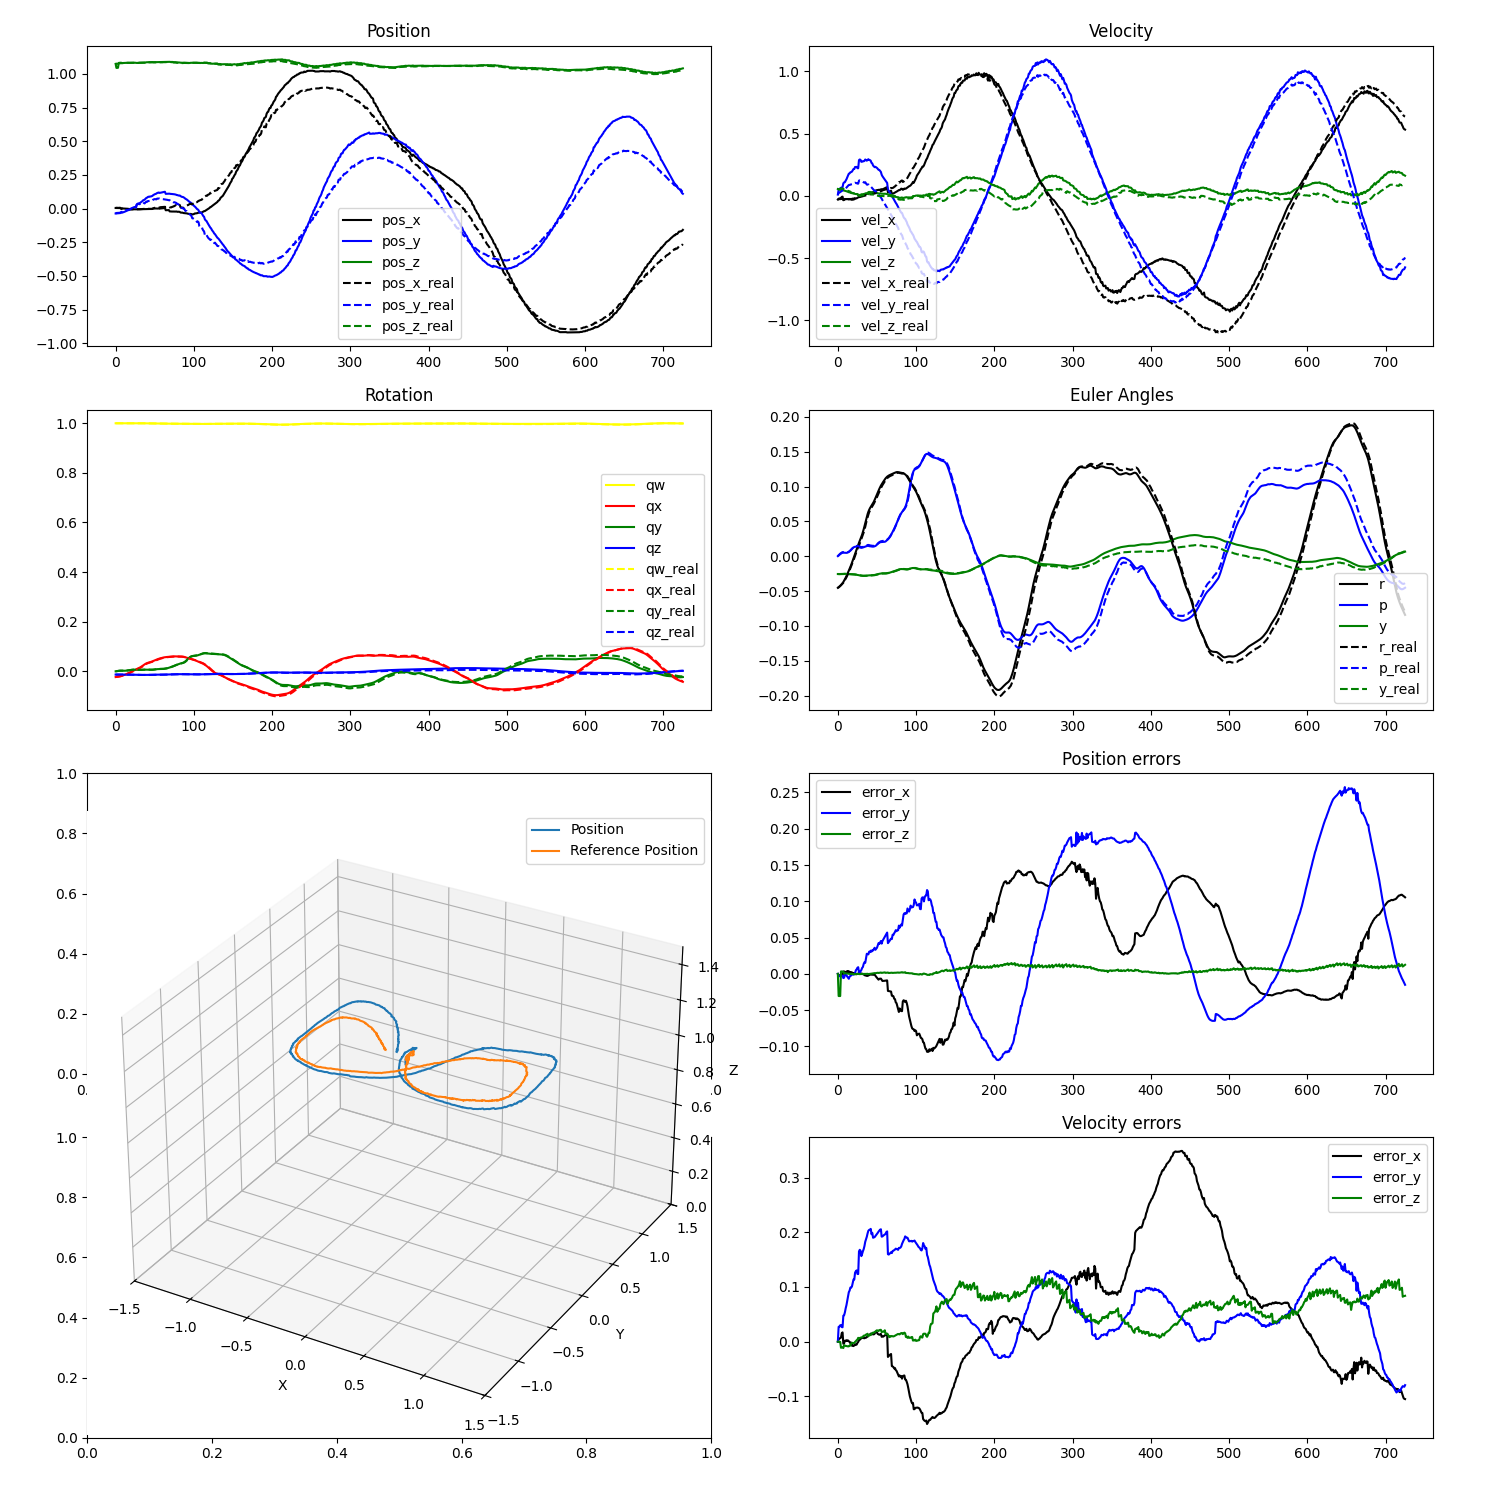 Position
1.00
0.75
0.50
0.25
0.00
−0.25
−0.50
−0.75
−1.00
0 100 200 300 400 500 600 700
pos_x
pos_y
pos_z
pos_x_real
pos_y_real
pos_z_real
Velocity
1.0
0.5
0.0
−0.5
−1.0
0 100 200 300 400 500 600 700
vel_x
vel_y
vel_z
vel_x_real
vel_y_real
vel_z_real
Rotation
1.0
0.8
0.6
0.4
0.2
0.0
0 100 200 300 400 500 600 700
qw
qx
qy
qz
qw_real
qx_real
qy_real
qz_real
Euler Angles
0.20
0.15
0.10
0.05
0.00
−0.05
−0.10
−0.15
−0.20
0 100 200 300 400 500 600 700
r
p
y
r_real
p_real
y_real
1.0
0.8
0.6
0.4
0.2
0.0
0.
.0
1.0
0.8
0.6
0.4
0.2
0.0
0.0 0.2 0.4 0.6 0.8 1.0
Position
Reference Position
1.4
1.2
1.0
0.8
0.6
0.4
0.2
0.0
Z
1.5
1.0
0.5
0.0
−0.5
−1.0
−1.5
Y
−1.5
−1.0
−0.5
0.0
0.5
1.0
1.5
X
Position errors
0.25
0.20
0.15
0.10
0.05
0.00
−0.05
−0.10
0 100 200 300 400 500 600 700
error_x
error_y
error_z
Velocity errors
0.3
0.2
0.1
0.0
−0.1
0 100 200 300 400 500 600 700
error_x
error_y
error_z